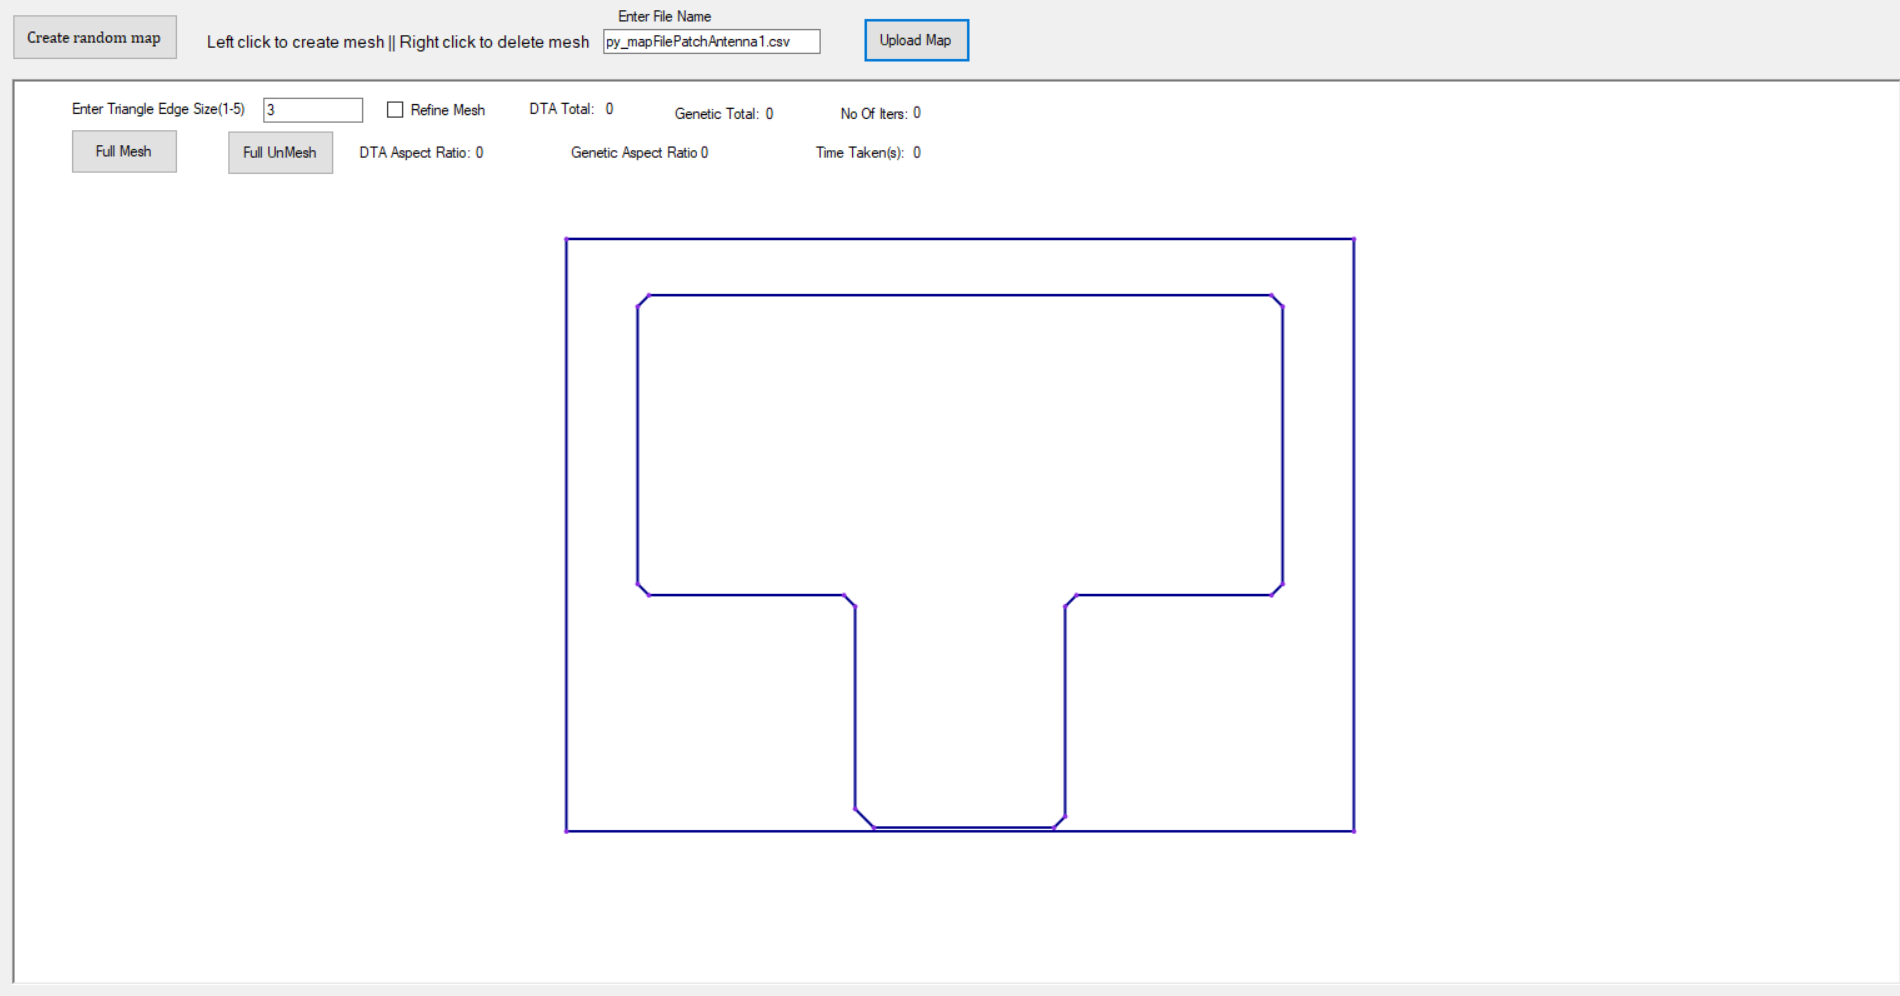 Enter File Name
Create random map
Left click to create mesh || Right click to delete mesh
py_mapFilePatchAntenna1.csv
Upload Map
Enter Triangle Edge Size(1-5)
3
Refine Mesh
DTA Total: 0
Genetic Total: 0
No Of Iters: 0
Full Mesh
Full UnMesh
DTA Aspect Ratio: 0
Genetic Aspect Ratio 0
Time Taken(s): 0